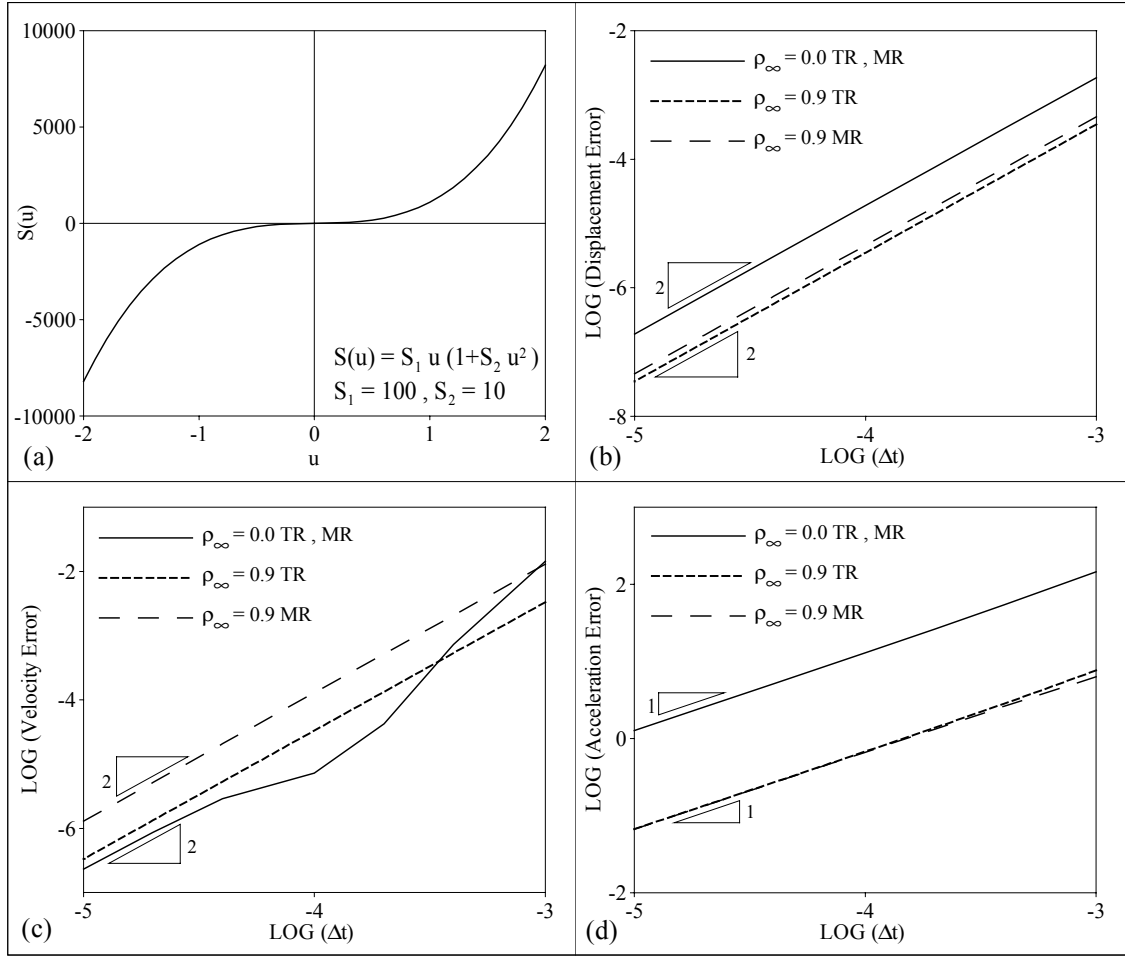 10000
5000
0
-5000
-10000
-2
-1
0
1
2
S(u)
u
S(u) = S₁ u (1+S₂ u²)
S₁ = 100 , S₂ = 10
(a)
-2
-4
-6
-8
-5
-4
-3
LOG (Displacement Error)
LOG (Δt)
ρ∞ = 0.0 TR , MR
ρ∞ = 0.9 TR
ρ∞ = 0.9 MR
2
2
(b)
-2
-4
-6
-5
-4
-3
LOG (Velocity Error)
LOG (Δt)
ρ∞ = 0.0 TR , MR
ρ∞ = 0.9 TR
ρ∞ = 0.9 MR
2
2
(c)
2
0
-2
-5
-4
-3
LOG (Acceleration Error)
LOG (Δt)
ρ∞ = 0.0 TR , MR
ρ∞ = 0.9 TR
ρ∞ = 0.9 MR
1
1
(d)